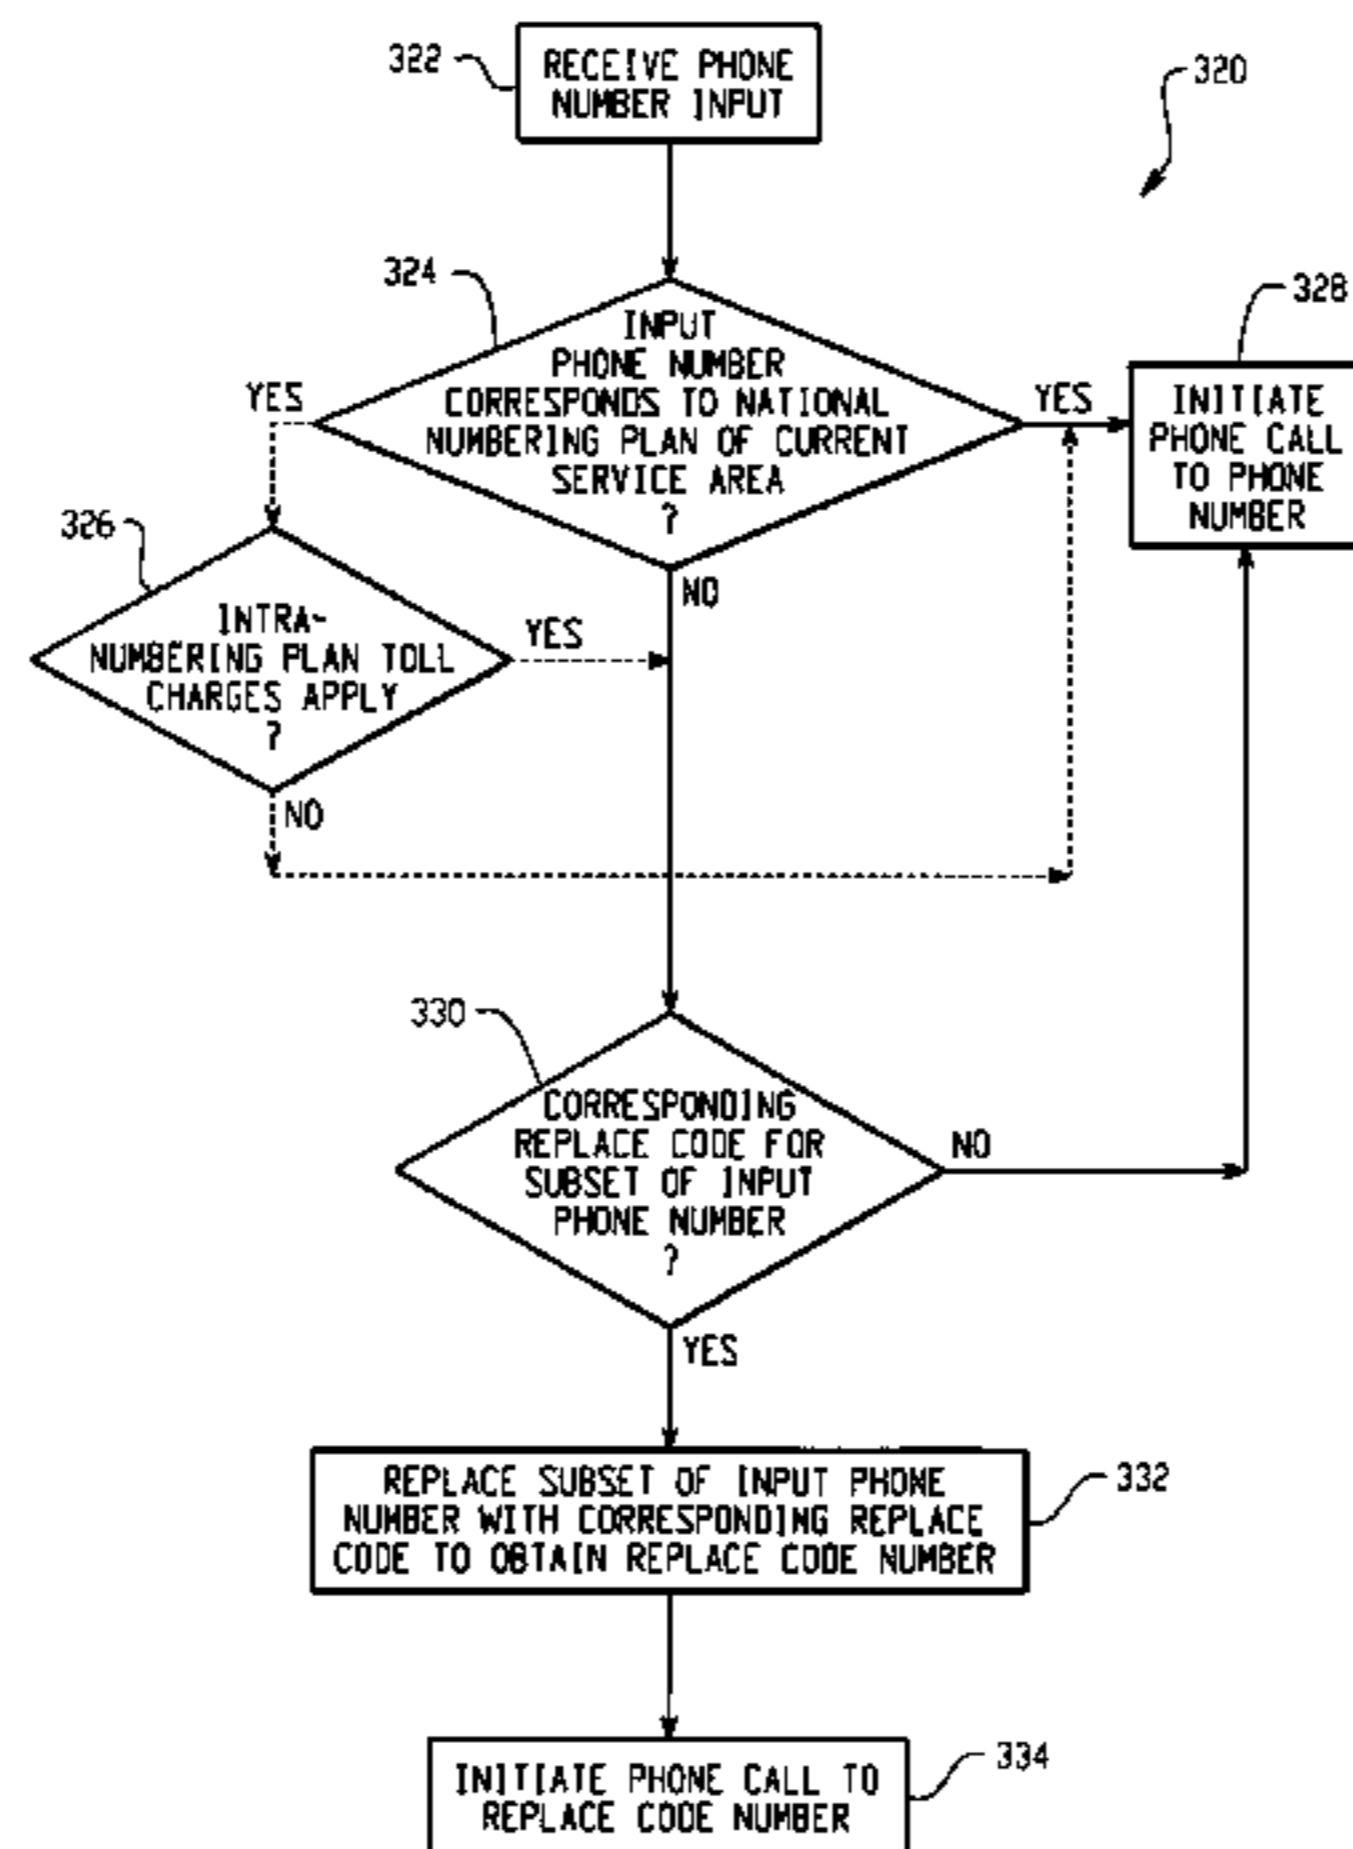 322
RECEIVE PHONE
NUMBER INPUT
320
324
INPUT
PHONE NUMBER
CORRESPONDS TO NATIONAL
NUMBERING PLAN OF CURRENT
SERVICE AREA
?
YES
YES
328
INITIATE
PHONE CALL
TO PHONE
NUMBER
326
INTRA-
NUMBERING PLAN TOLL
CHARGES APPLY
?
YES
NO
NO
330
CORRESPONDING
REPLACE CODE FOR
SUBSET OF INPUT
PHONE NUMBER
?
NO
YES
REPLACE SUBSET OF INPUT PHONE
NUMBER WITH CORRESPONDING REPLACE
CODE TO OBTAIN REPLACE CODE NUMBER
332
INITIATE PHONE CALL TO
REPLACE CODE NUMBER
334